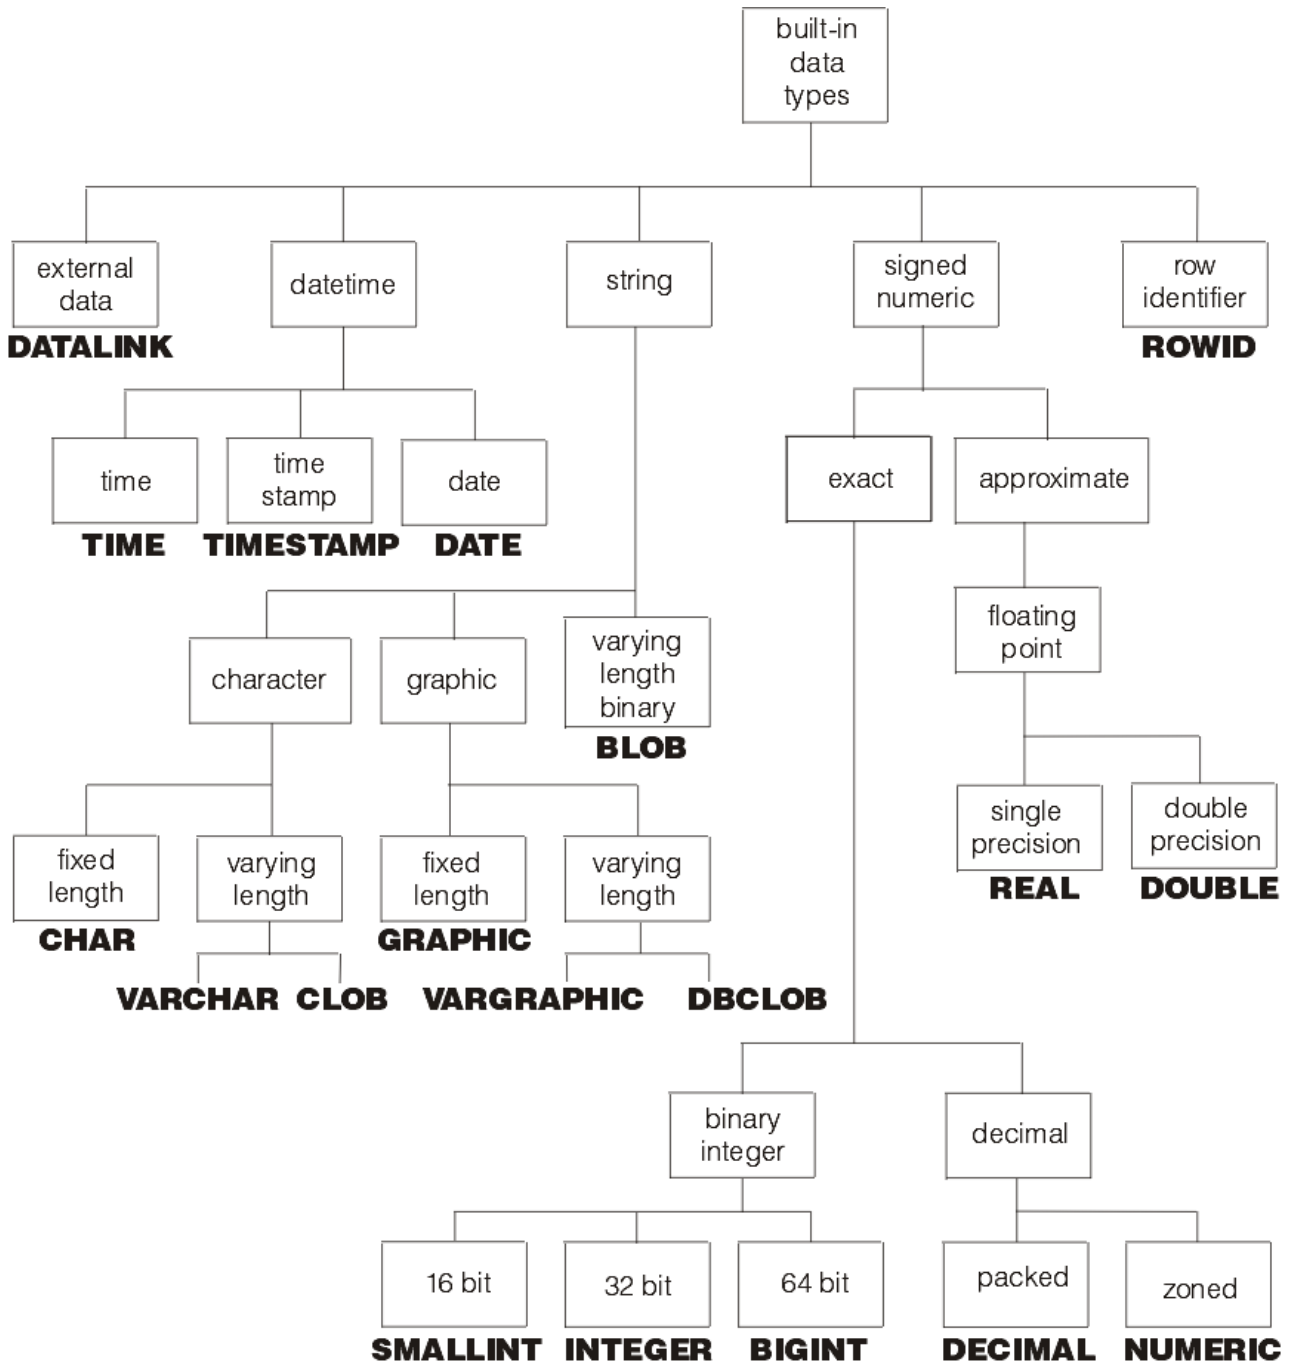 built-in
data
types
external
data
DATALINK
datetime
string
signed
numeric
row
identifier
ROWID
time
TIME
time
stamp
TIMESTAMP
date
DATE
exact
approximate
character
graphic
varying
length
binary
BLOB
floating
point
fixed
length
CHAR
varying
length
VARCHAR CLOB
fixed
length
GRAPHIC
varying
length
VARGRAPHIC DBCLOB
single
precision
REAL
double
precision
DOUBLE
binary
integer
decimal
16 bit
SMALLINT
32 bit
INTEGER
64 bit
BIGINT
packed
DECIMAL
zoned
NUMERIC